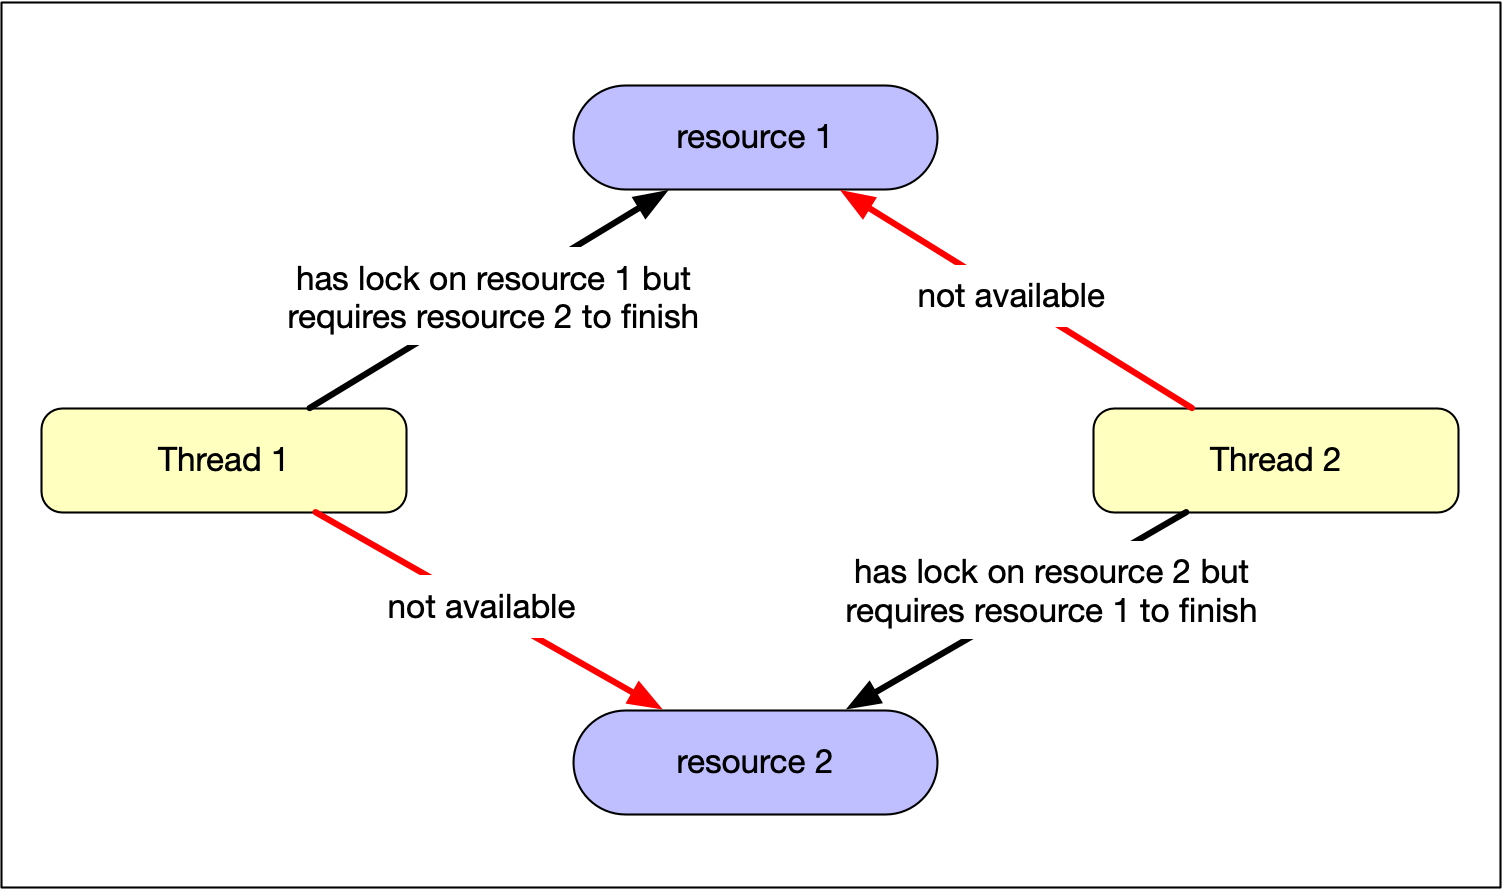 resource 1
has lock on resource 1 but
requires resource 2 to finish
not available
Thread 1
Thread 2
not available
has lock on resource 2 but
requires resource 1 to finish
resource 2